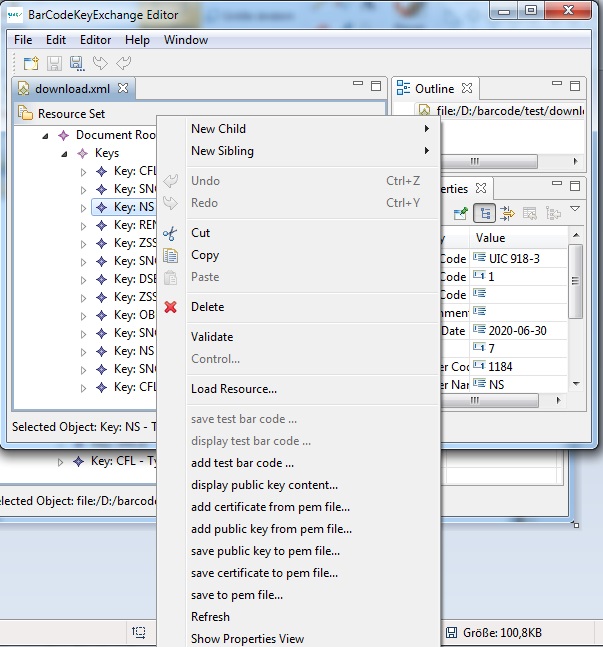 BarCodeKeyExchange Editor
File Edit Editor Help Window
download.xml
Resource Set
Document Roo
Keys
Key: CFL
Key: SNC
Key: NS
Key: REN
Key: ZSS
Key: SNC
Key: DSB
Key: ZSS
Key: OB
Key: SNC
Key: NS
Key: SNC
Key: CFL
Selected Object: Key: NS - T
New Child
New Sibling
Undo Ctrl+Z
Redo Ctrl+Y
Cut
Copy
Paste
Delete
Validate
Control...
Load Resource...
save test bar code ...
display test bar code ...
add test bar code ...
display public key content...
add certificate from pem file...
add public key from pem file...
save public key to pem file...
save certificate to pem file...
save to pem file...
Refresh
Show Properties View
Outline
file:/D:/barcode/test/downl
erties
y Value
Code UIC 918-3
Code 1
Code
nment
Date 2020-06-30
7
er Coc 1184
er Nar NS
Key: CFL - Ty
elected Object: file:/D:/barcode
Größe: 100,8KB